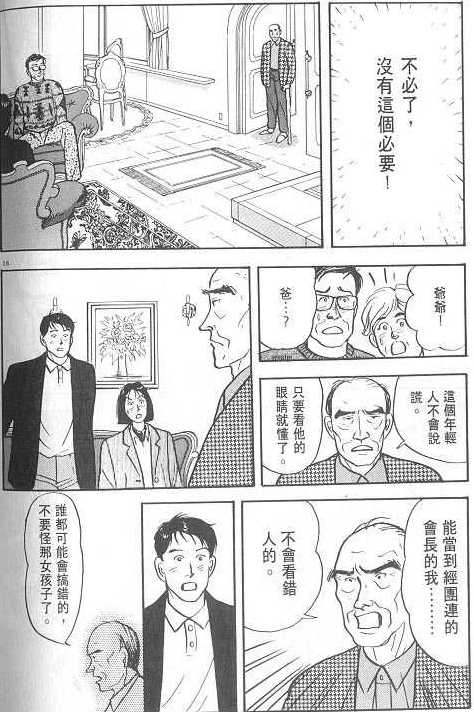 不必了，
沒有這個必要！
18
爺爺！
爸…？
這個年輕
人不會說
謊。
只要看他的
眼睛就懂了。
能當到經團連的
會長的我………
不會看錯
人的。
誰都可能會搞錯的，
不要怪那女孩子了。